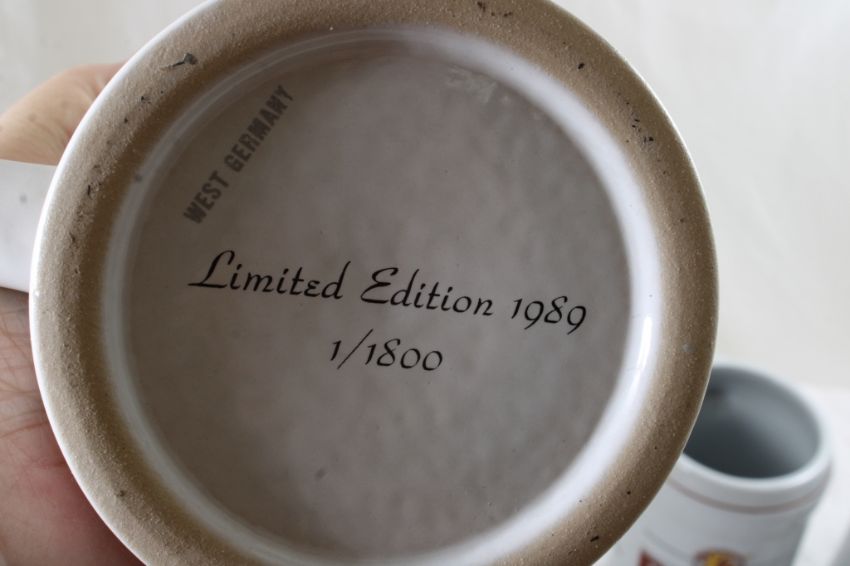 WEST GERMANY
Limited Edition 1989
1/1800